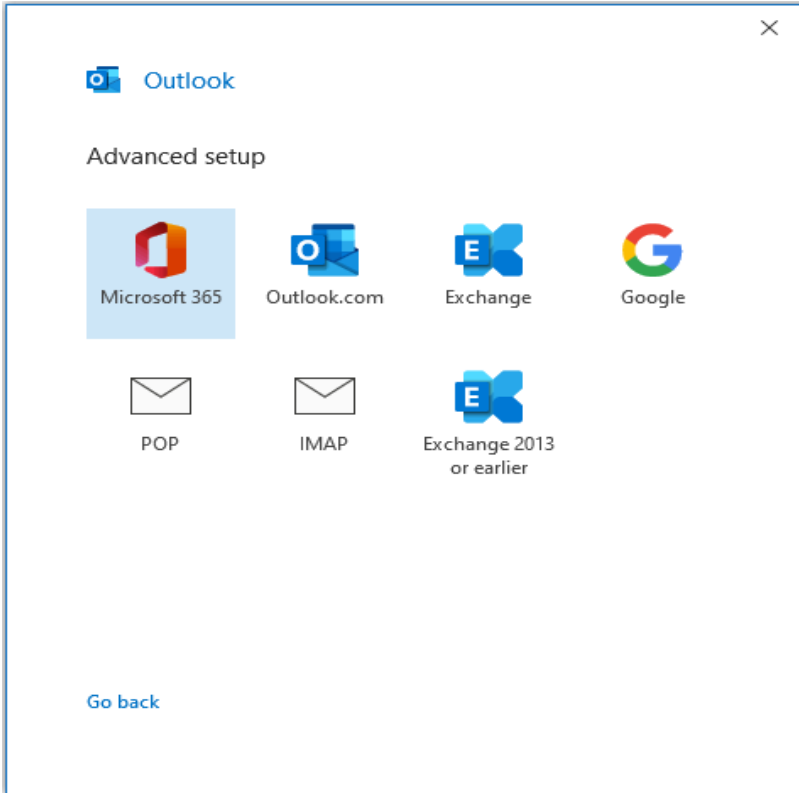 Outlook
Advanced setup
Microsoft 365
Outlook.com
Exchange
Google
POP
IMAP
Exchange 2013
or earlier
Go back